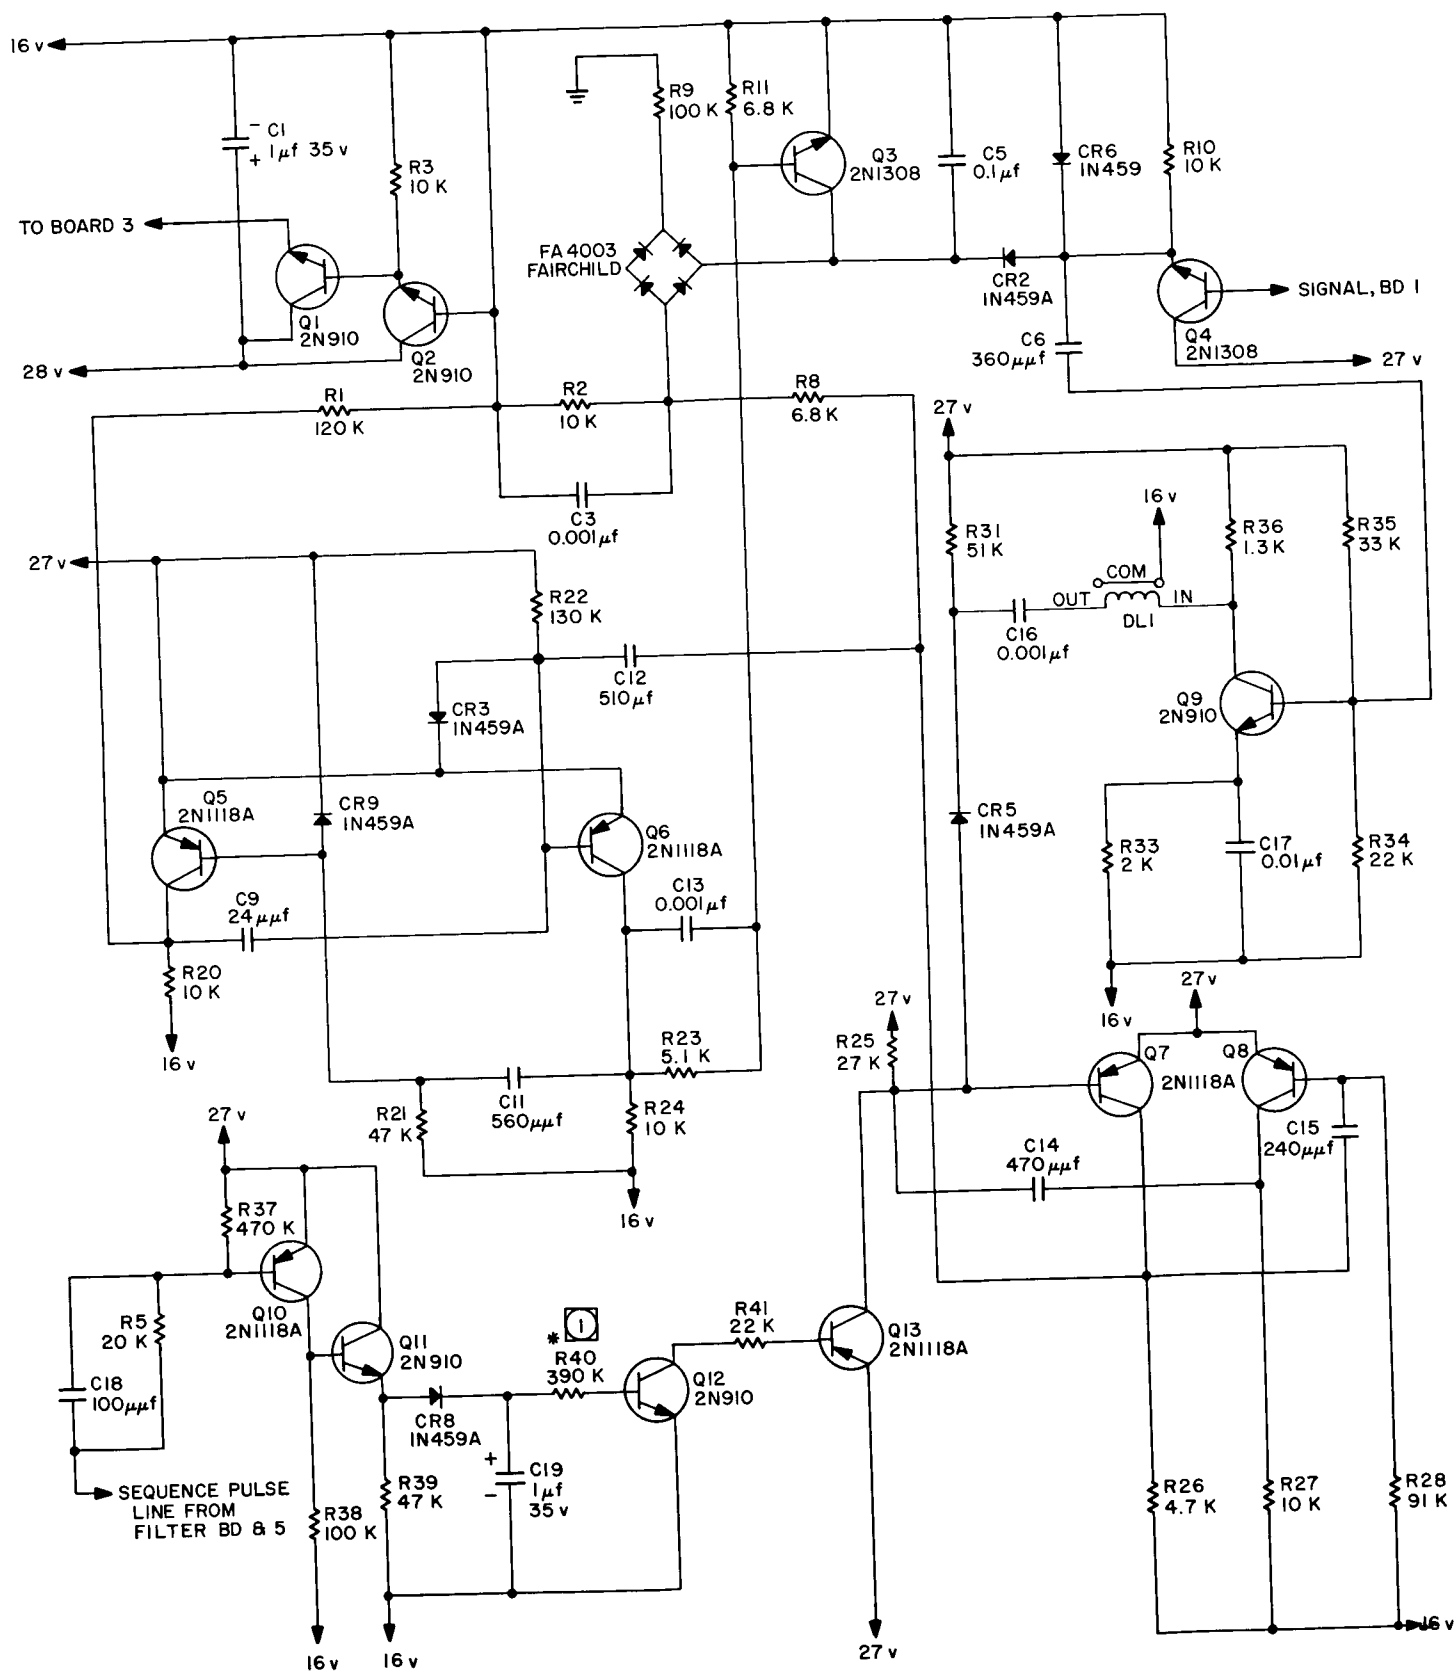 16 v
C1
1 μf 35 v
R3
10 K
R9
100 K
R11
6.8 K
Q3
2N1308
C5
0.1 μf
CR6
1N459
R10
10 K
TO BOARD 3
FA 4003
FAIRCHILD
CR2
1N459A
SIGNAL, BD 1
Q1
2N910
Q2
2N910
Q4
2N1308
28 v
27 v
C6
360 μμf
R1
120 K
R2
10 K
R8
6.8 K
C3
0.001 μf
27 v
16 v
R31
51 K
R36
1.3 K
R35
33 K
COM
OUT
IN
DL1
C16
0.001 μf
27 v
R22
130 K
C12
510 μf
CR3
1N459A
Q9
2N910
Q5
2N1118A
CR9
1N459A
Q6
2N1118A
CR5
1N459A
R33
2 K
C17
0.01 μf
R34
22 K
C9
24 μμf
C13
0.001 μf
R20
10 K
16 v
R23
5.1 K
27 v
R25
27 K
16 v
27 v
Q7
Q8
2N1118A
R21
47 K
C11
560 μμf
R24
10 K
16 v
C14
470 μμf
C15
240 μμf
27 v
R37
470 K
Q10
2N1118A
R5
20 K
C18
100 μμf
Q11
2N910
* 1
R40
390 K
R41
22 K
Q13
2N1118A
Q12
2N910
CR8
1N459A
C19
1 μf
35 v
R39
47 K
R38
100 K
SEQUENCE PULSE
LINE FROM
FILTER BD & 5
R26
4.7 K
R27
10 K
R28
91 K
16 v
16 v
27 v
16 v